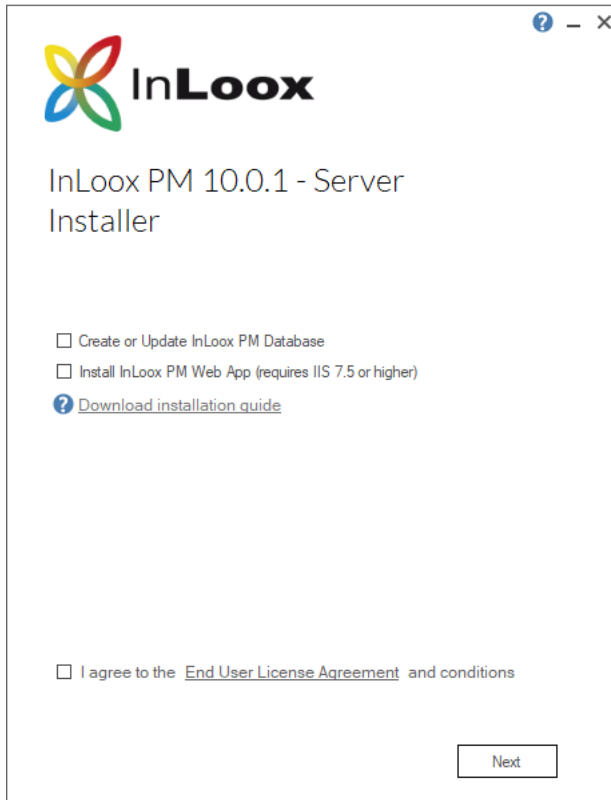 ?
InLoox
InLoox PM 10.0.1 - Server
Installer
Create or Update InLoox PM Database
Install InLoox PM Web App (requires IIS 7.5 or higher)
? Download installation guide
I agree to the End User License Agreement and conditions
Next